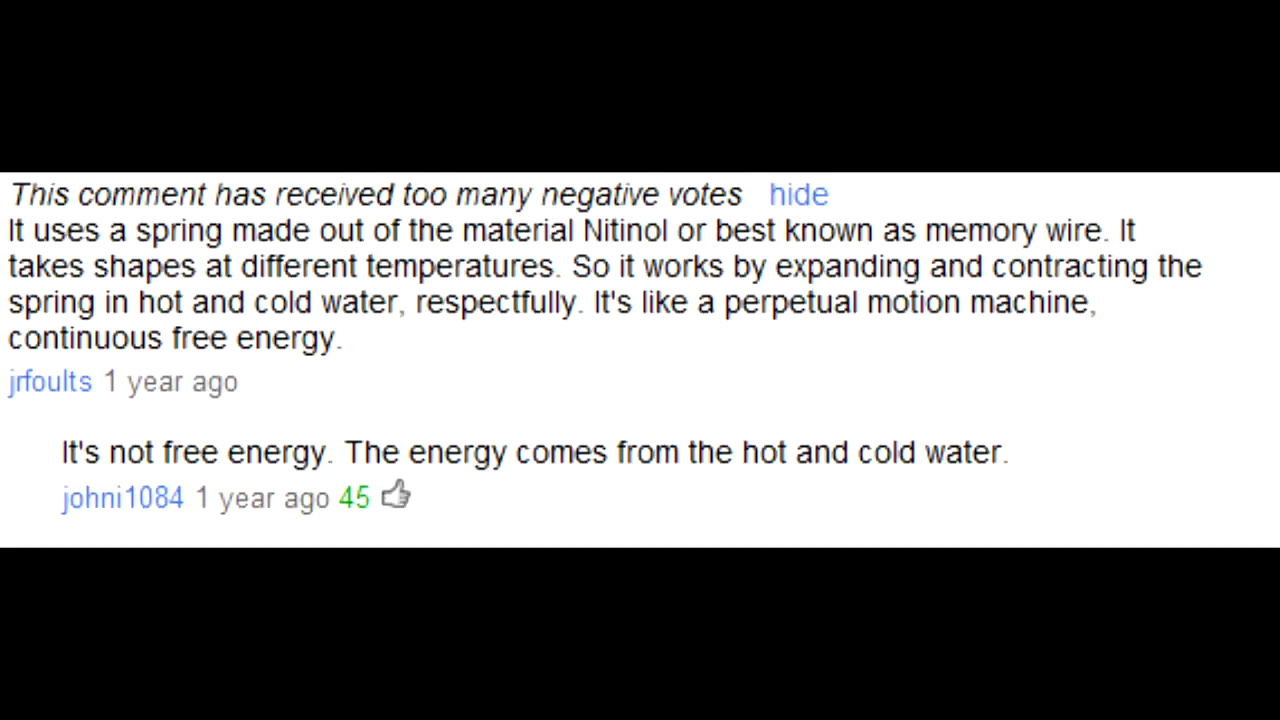 This comment has received too many negative votes hide
It uses a spring made out of the material Nitinol or best known as memory wire. It
takes shapes at different temperatures. So it works by expanding and contracting the
spring in hot and cold water, respectfully. It's like a perpetual motion machine,
continuous free energy.
jrfoults 1 year ago
It's not free energy. The energy comes from the hot and cold water.
johni1084 1 year ago 45